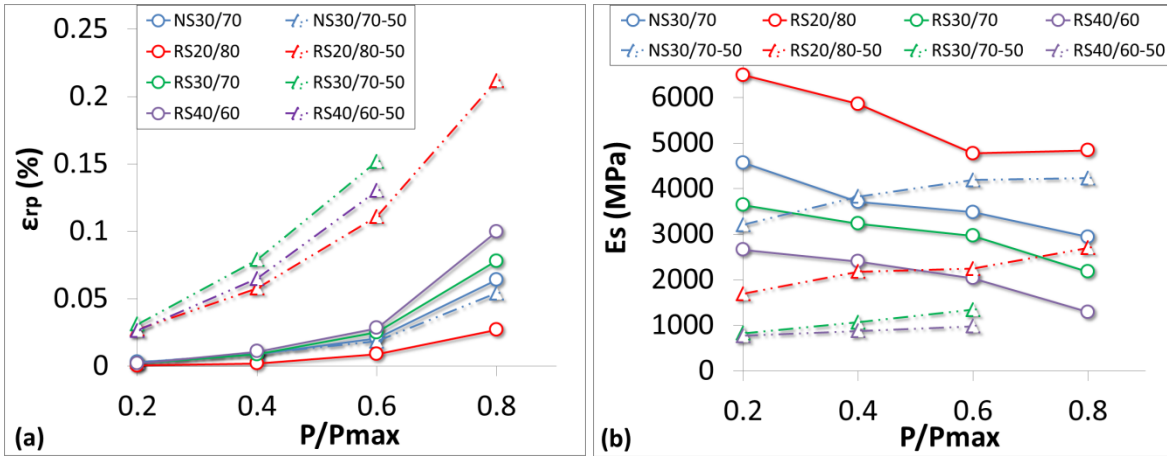 NS30/70 NS30/70-50
RS20/80 RS20/80-50
RS30/70 RS30/70-50
RS40/60 RS40/60-50
0.25
0.2
0.15
0.1
0.05
0
εrp (%)
0.2 0.4 0.6 0.8
(a) P/Pmax
NS30/70 RS20/80 RS30/70 RS40/60
NS30/70-50 RS20/80-50 RS30/70-50 RS40/60-50
6000
5000
4000
3000
2000
1000
0
Es (MPa)
0.2 0.4 0.6 0.8
(b) P/Pmax